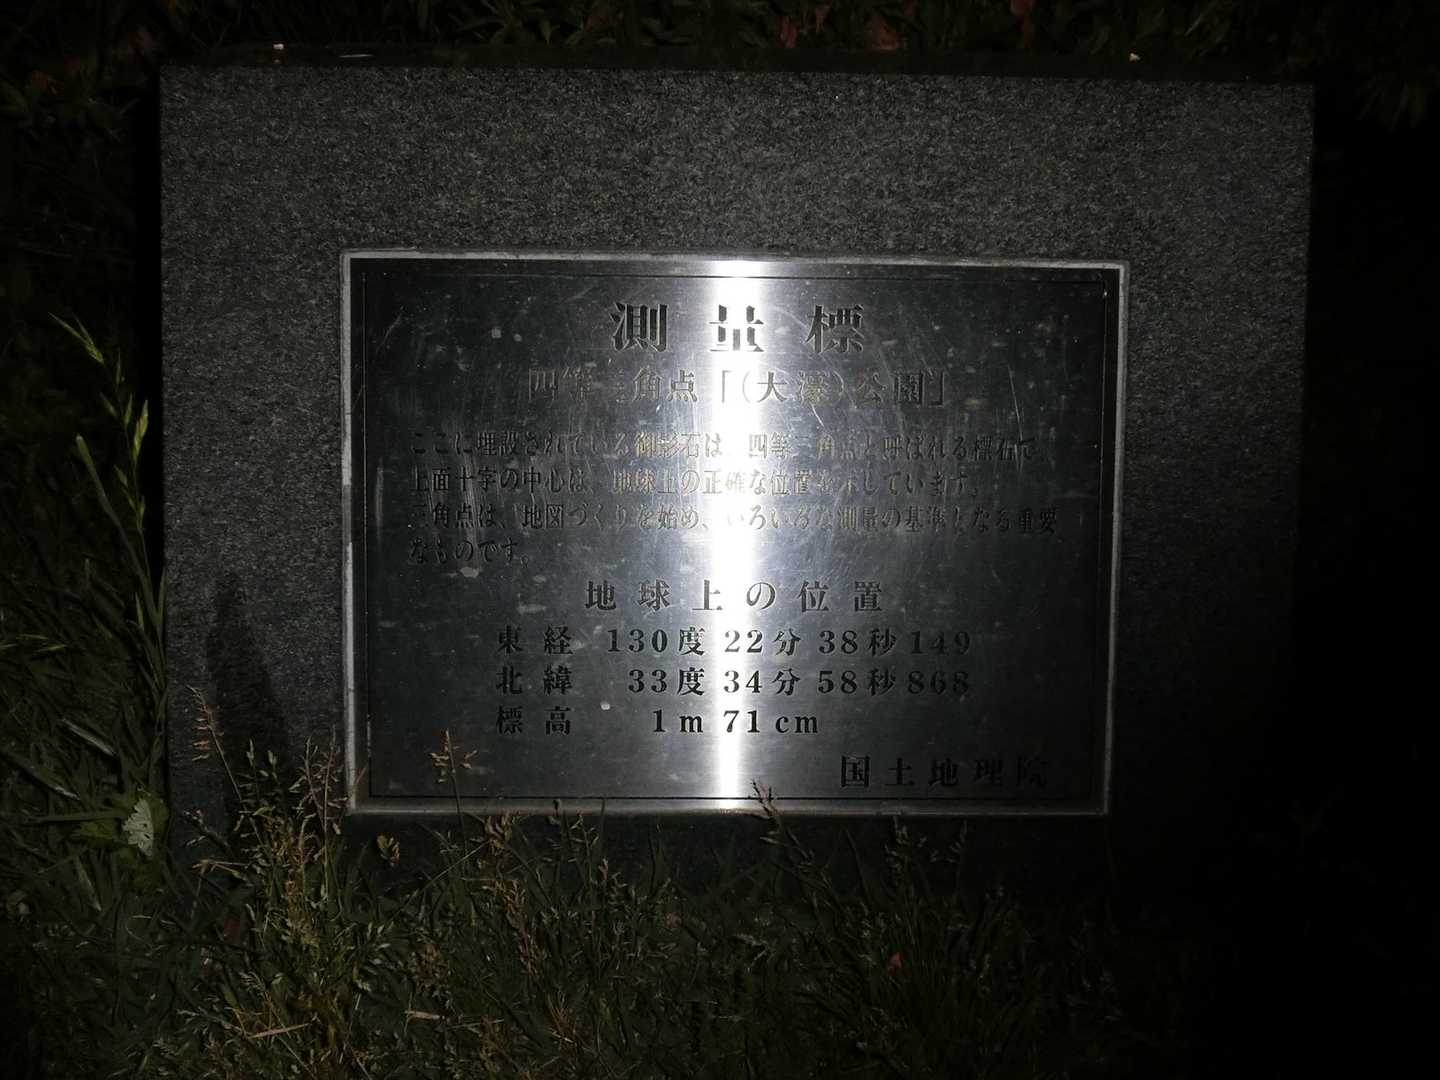 測量標
四等三角点「(大濠)公園」
ここに埋設されている御影石は、四等三角点と呼ばれる標石で、
上面十字の中心は、地球上の正確な位置を示しています。
三角点は、地図づくりを始め、いろいろな測量の基準となる重要
なものです。
地球上の位置
東経 130度 22分 38秒149
北緯 33度 34分 58秒868
標高 1m 71cm
国土地理院